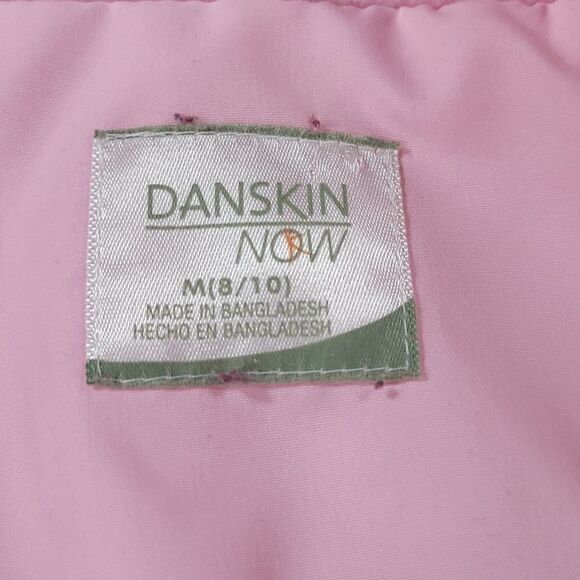 DANSKIN
NOW
M(8/10)
MADE IN BANGLADESH
HECHO EN BANGLADESH